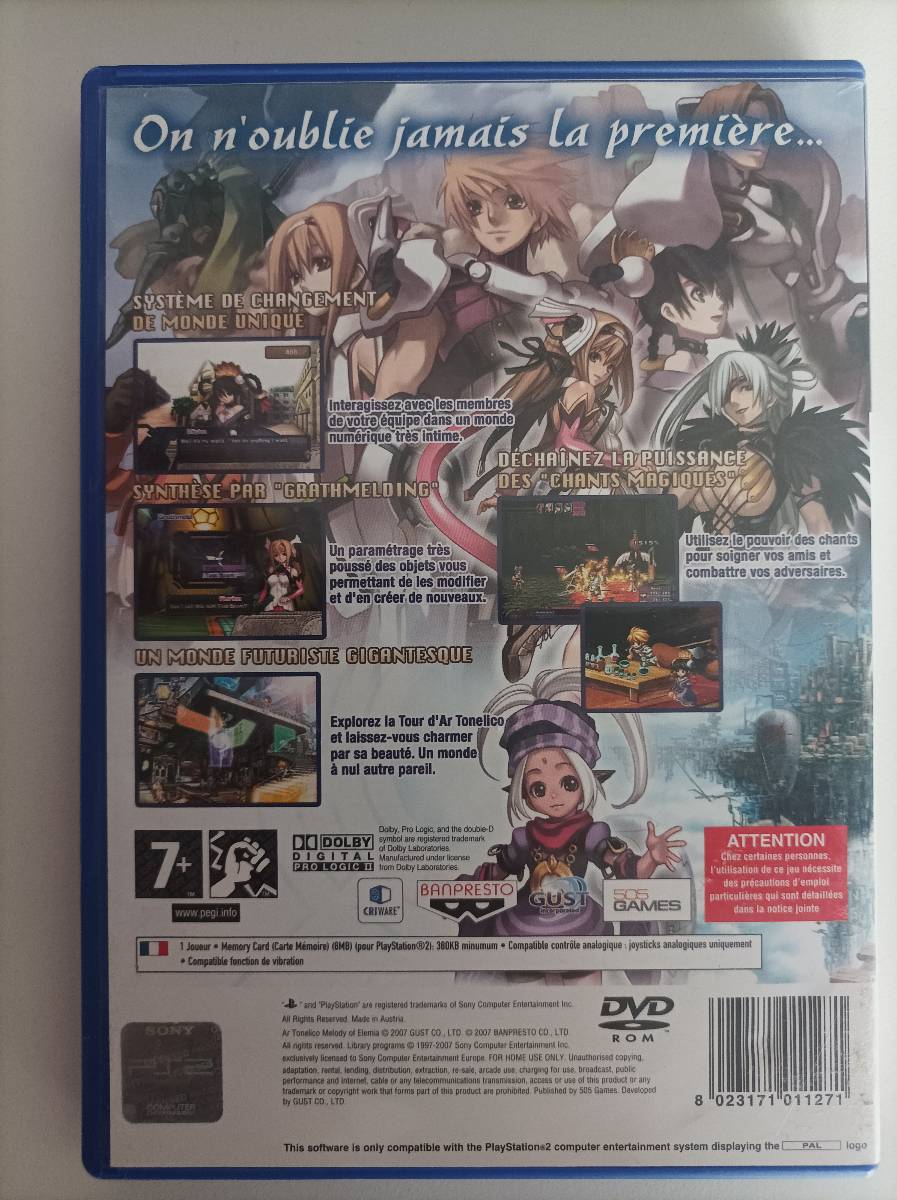 On n'oublie jamais la première...
SYSTÈME DE CHANGEMENT
DE MONDE UNIQUE
Interagissez avec les membres
de votre équipe dans un monde
numérique très intime.
SYNTHÈSE PAR "GRATHMELDING"
Un paramétrage très
poussé des objets vous
permettant de les modifier
et d'en créer de nouveaux.
DÉCHAÎNEZ LA PUISSANCE
DES "CHANTS MAGIQUES"
Utilisez le pouvoir des chants
pour soigner vos amis et
combattre vos adversaires.
UN MONDE FUTURISTE GIGANTESQUE
Explorez la Tour d'Ar Tonelico
et laissez-vous charmer
par sa beauté. Un monde
à nul autre pareil.
7+
www.pegi.info
DOLBY
DIGITAL
PRO LOGIC II
Dolby, Pro Logic, and the double-D
symbol are registered trademarks
of Dolby Laboratories.
Manufactured under license
from Dolby Laboratories.
CRIWARE
BANPRESTO
GUST
incorporated
505
GAMES
ATTENTION
Chez certaines personnes,
l'utilisation de ce jeu nécessite
des précautions d'emploi
particulières qui sont détaillées
dans la notice jointe
1 Joueur • Memory Card (Carte Mémoire) (8MB) (pour PlayStation®2): 380KB minumum • Compatible contrôle analogique : joysticks analogiques uniquement
• Compatible fonction de vibration
" " and 'PlayStation' are registered trademarks of Sony Computer Entertainment Inc.
All Rights Reserved. Made in Austria.
Ar Tonelico Melody of Elemia © 2007 GUST CO., LTD. © 2007 BANPRESTO CO., LTD.
All rights reserved. Library programs © 1997-2007 Sony Computer Entertainment Inc.
exclusively licensed to Sony Computer Entertainment Europe. FOR HOME USE ONLY. Unauthorised copying,
adaptation, rental, lending, distribution, extraction, re-sale, arcade use, charging for use, broadcast, public
performance and internet, cable or any telecommunications transmission, access or use of this product or any
trademark or copyright work that forms part of this product are prohibited. Published by 505 Games. Developed
by GUST CO., LTD.
DVD
ROM
SONY
COMPUTER
8 023171 011271
This software is only compatible with the PlayStation®2 computer entertainment system displaying the PAL logo